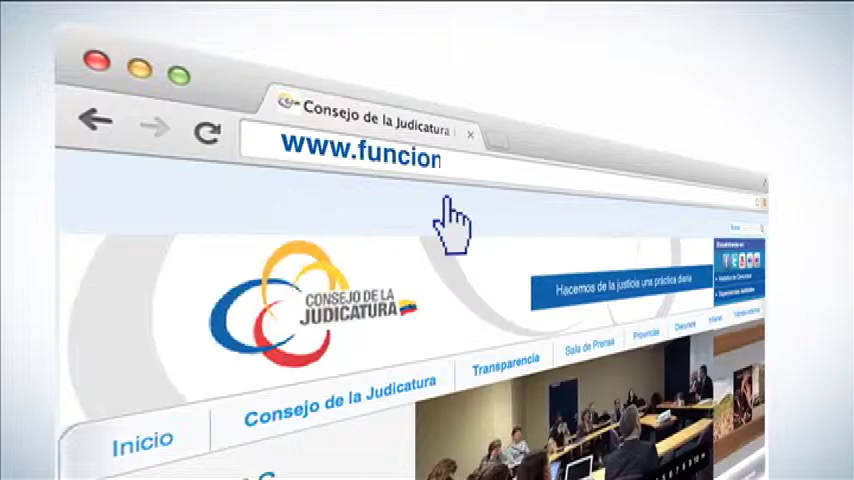 Consejo de la Judicatura
www.funcion
CONSEJO DE LA
JUDICATURA
Hacemos de la justicia una práctica diaria
Inicio
Consejo de la Judicatura
Transparencia
Sala de Prensa
Provincias